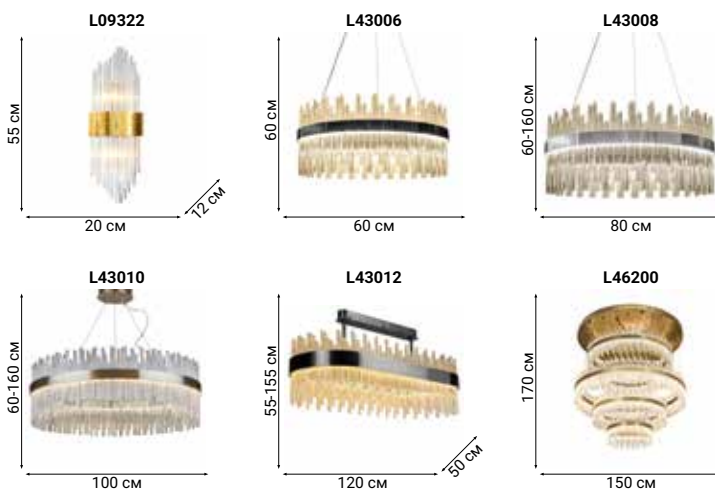 L09322
55 см
20 см
12 см
L43006
60 см
60 см
L43008
60-160 см
80 см
L43010
60-160 см
100 см
L43012
55-155 см
120 см
50 см
L46200
170 см
150 см